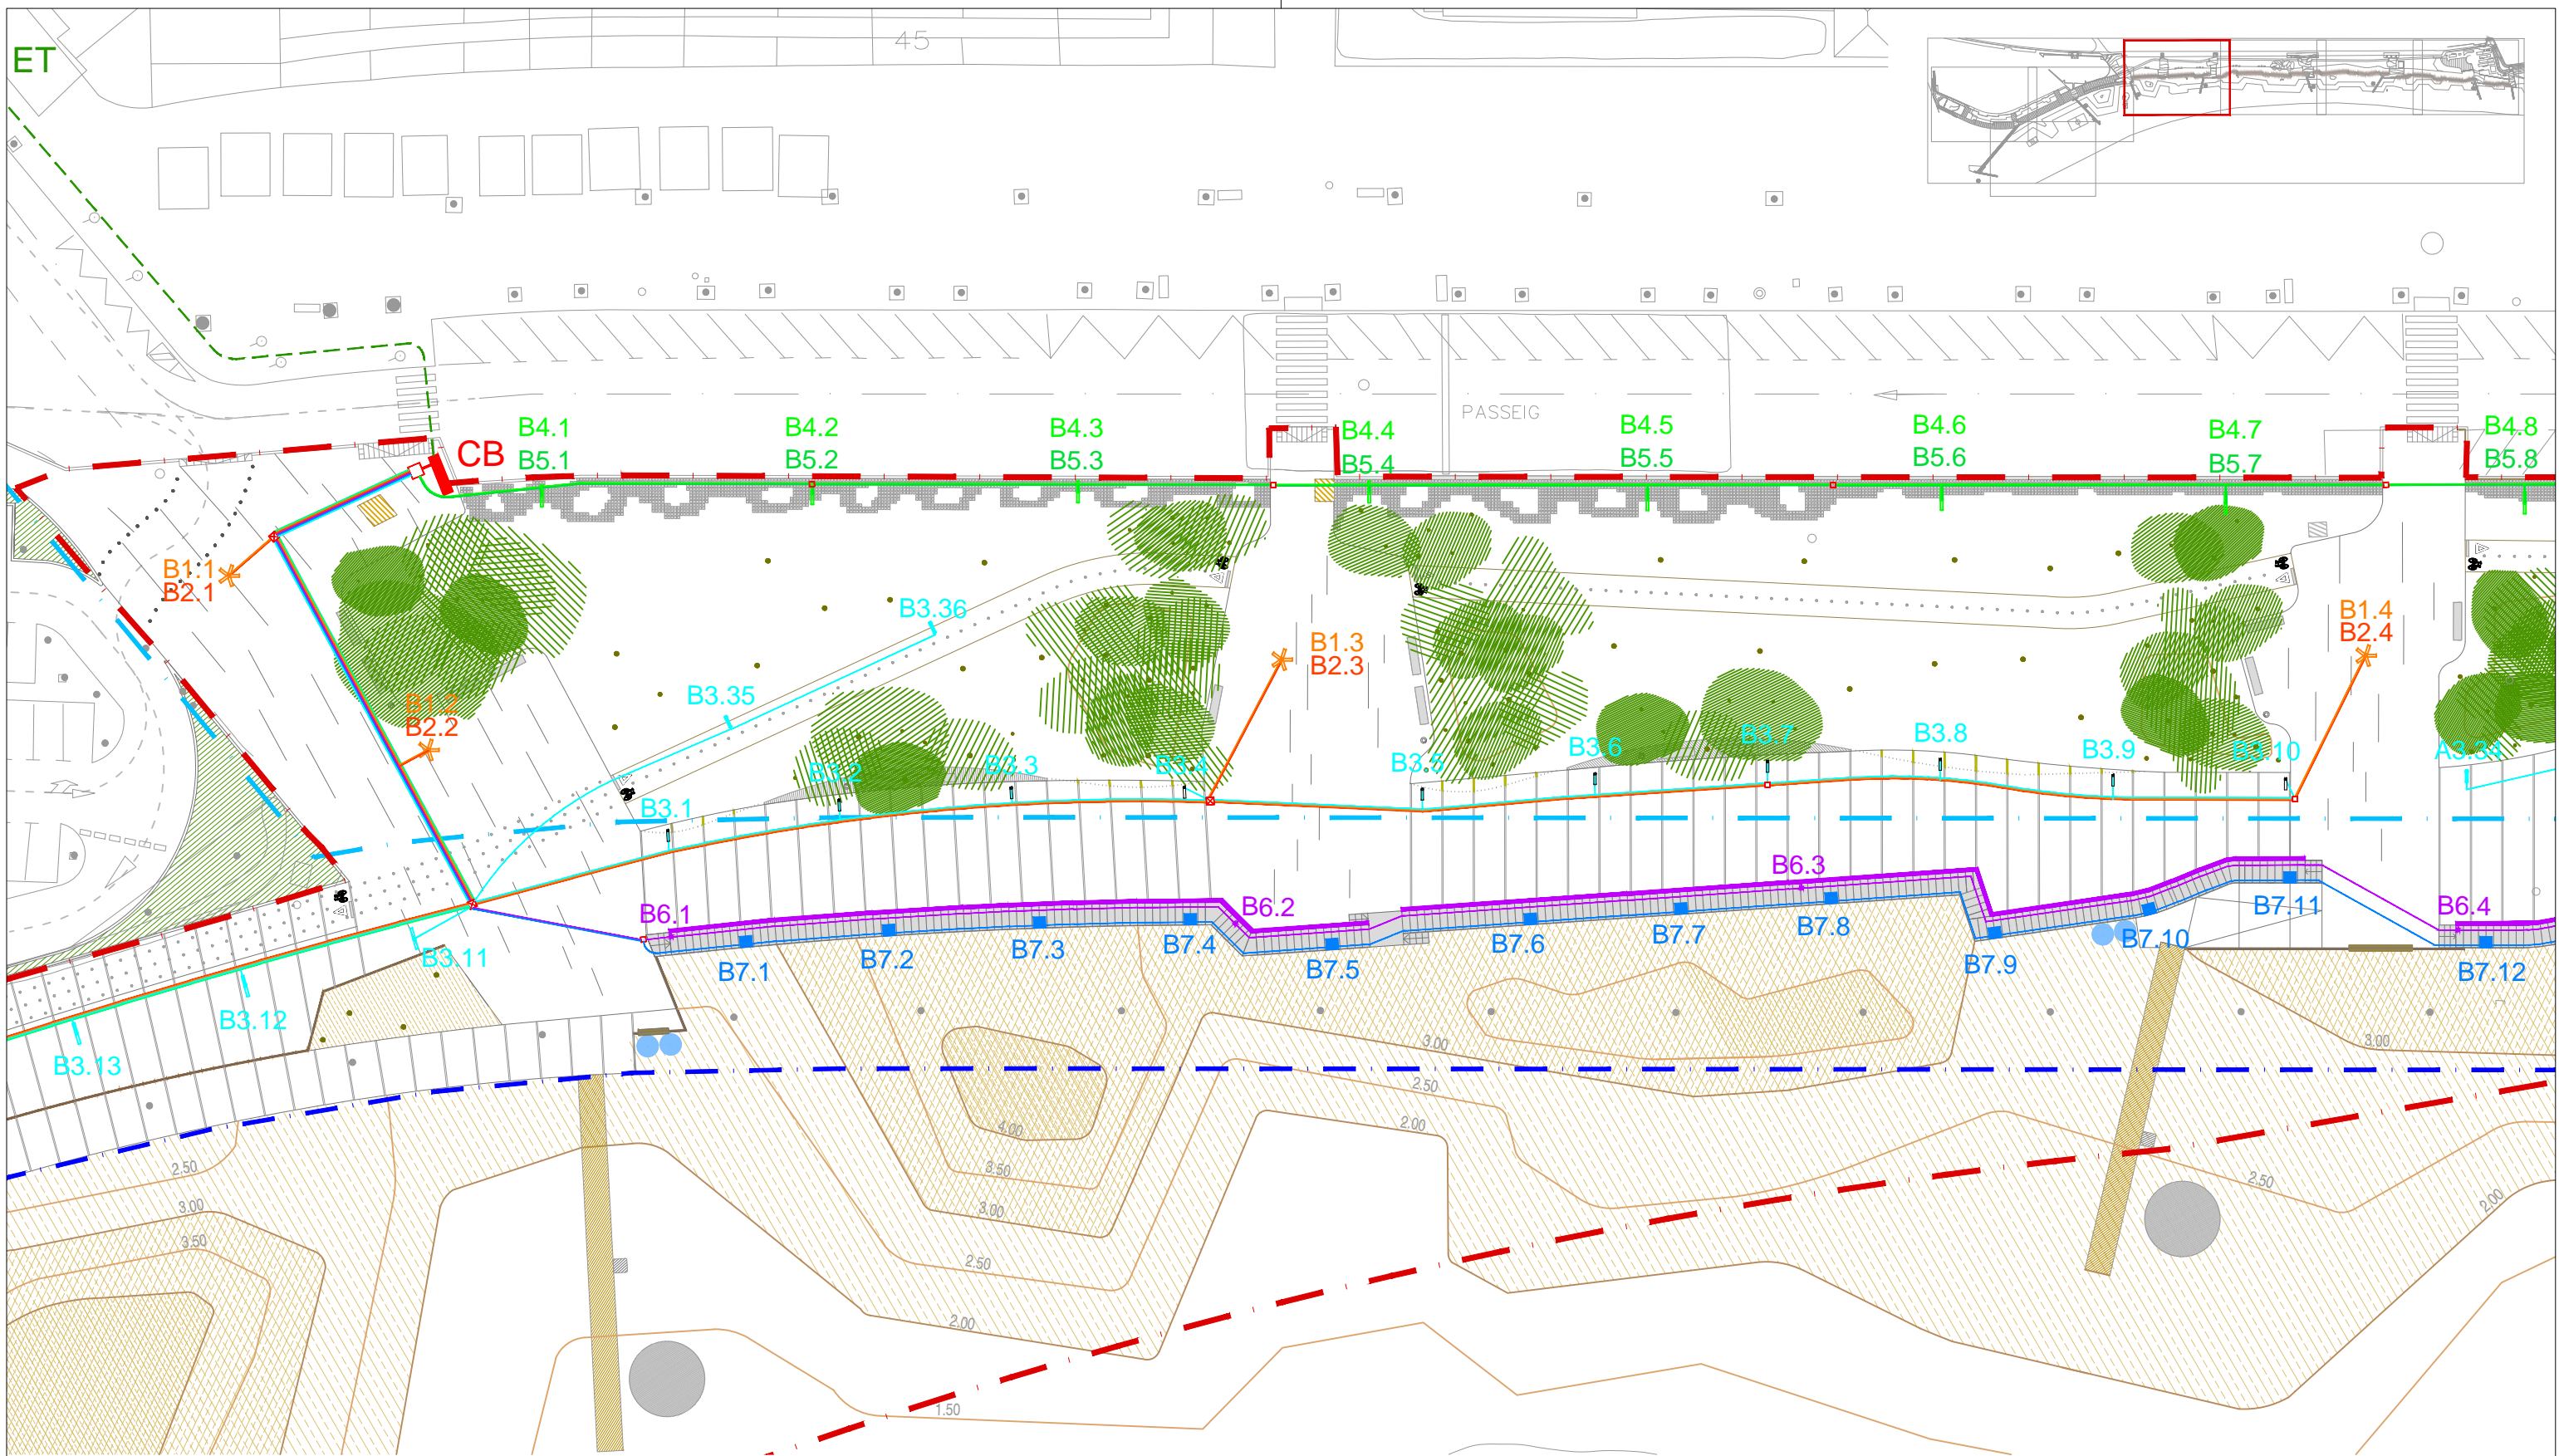 45
ET
PASSEIG
B4.1
B5.1
B4.2
B5.2
B4.3
B5.3
B4.4
B5.4
B4.5
B5.5
B4.6
B5.6
B4.7
B5.7
B4.8
B5.8
CB
B1.1
B2.1
B3.36
B1.3
B2.3
B1.4
B2.4
B3.35
B1.2
B2.2
B3.1
B3.2
B3.3
B3.4
B3.5
B3.6
B3.7
B3.8
B3.9
B3.10
A3.34
B6.1
B6.2
B6.3
B6.4
B3.11
B3.12
B3.13
B7.1
B7.2
B7.3
B7.4
B7.5
B7.6
B7.7
B7.8
B7.9
B7.10
B7.11
B7.12
3.00
3.00
2.50
2.00
4.00
3.50
3.00
2.50
2.00
1.50
2.50
3.00
3.50
2.50
2.00